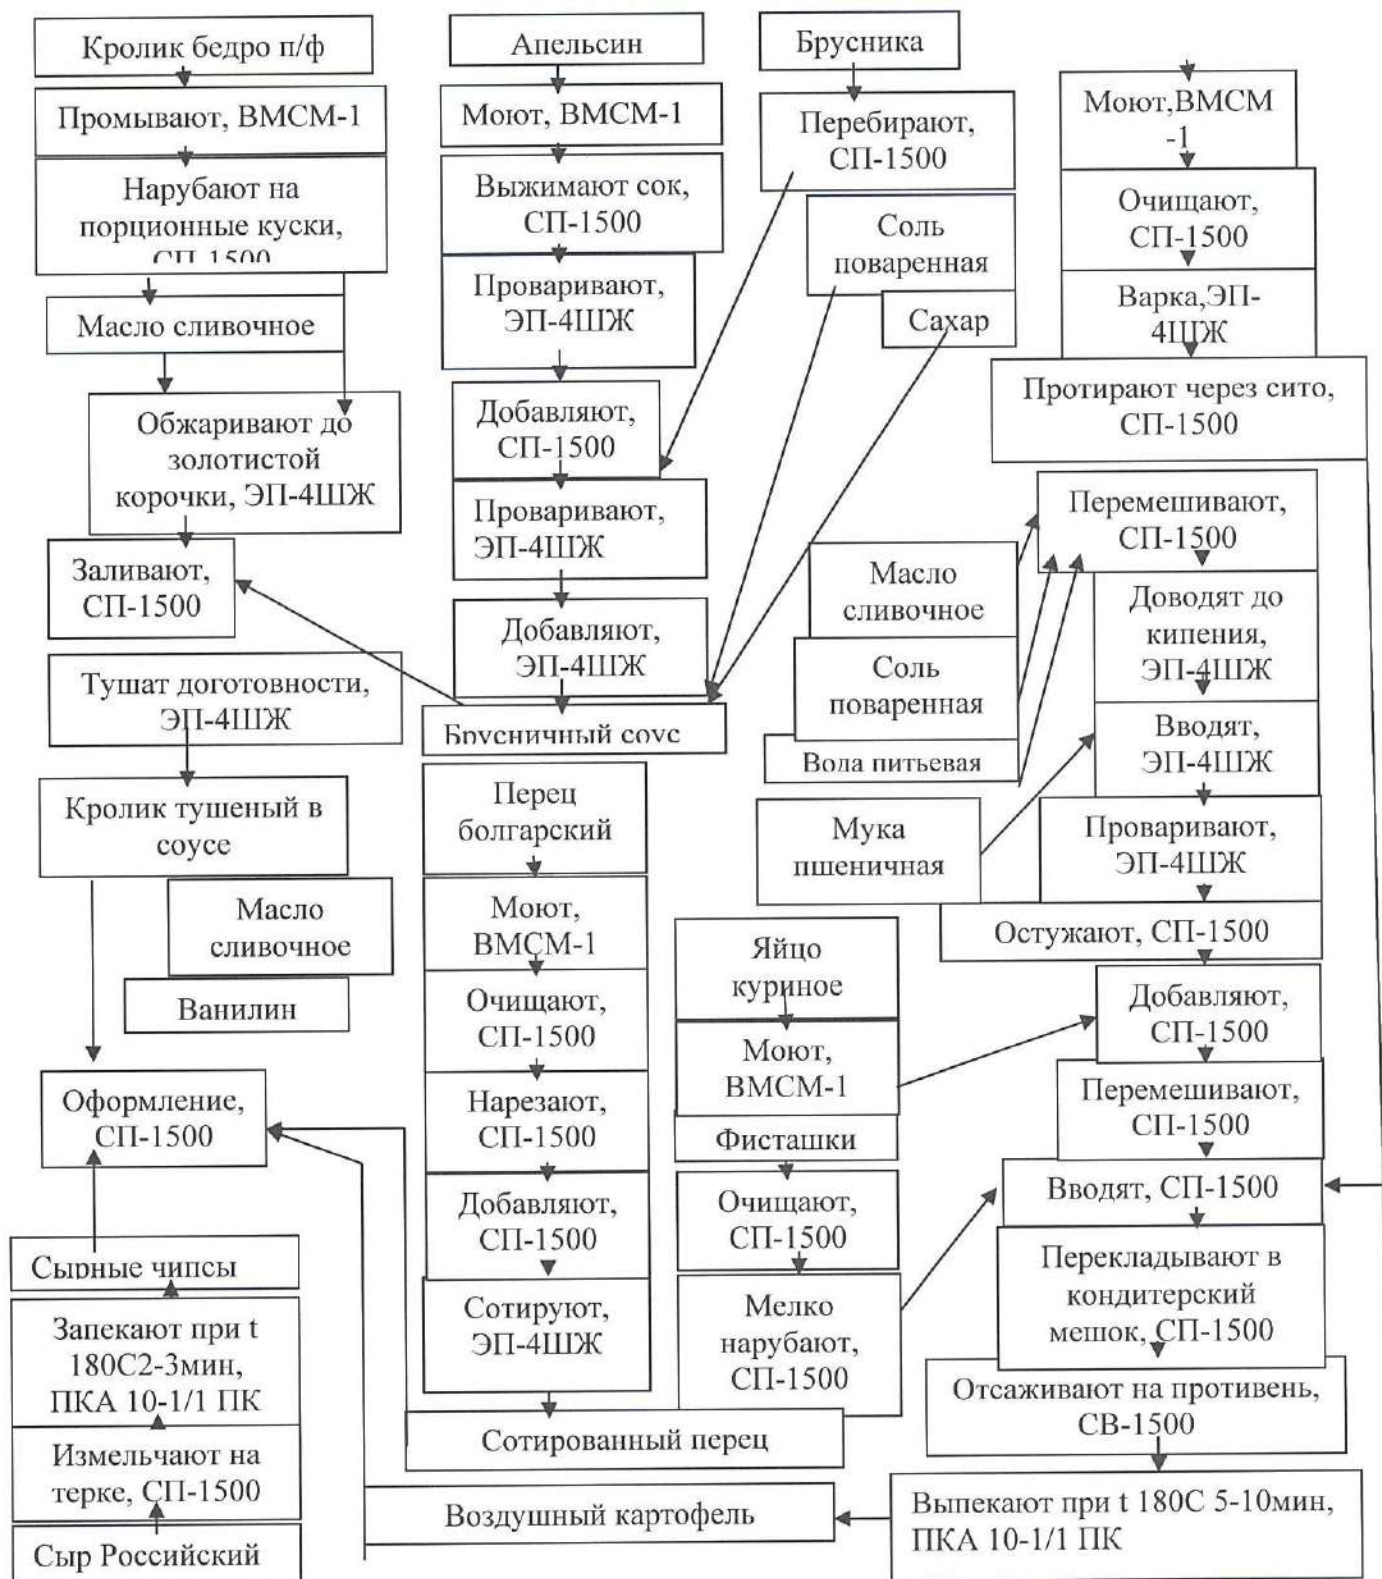 Кролик бедро п/ф
Промывают, ВМСМ-1
Нарубают на
порционные куски,
СП-1500
Масло сливочное
Обжаривают до
золотистой
корочки, ЭП-4ШЖ
Заливают,
СП-1500
Тушат доготовности,
ЭП-4ШЖ
Кролик тушеный в
соусе
Масло
сливочное
Ванилин
Оформление,
СП-1500
Сырные чипсы
Запекают при t
180С2-3мин,
ПКА 10-1/1 ПК
Измельчают на
терке, СП-1500
Сыр Российский
Апельсин
Моют, ВМСМ-1
Выжимают сок,
СП-1500
Проваривают,
ЭП-4ШЖ
Добавляют,
СП-1500
Проваривают,
ЭП-4ШЖ
Добавляют,
ЭП-4ШЖ
Брусничный соус
Перец
болгарский
Моют,
ВМСМ-1
Очищают,
СП-1500
Нарезают,
СП-1500
Добавляют,
СП-1500
Сотируют,
ЭП-4ШЖ
Сотированный перец
Воздушный картофель
Брусника
Перебирают,
СП-1500
Соль
поваренная
Сахар
Масло
сливочное
Соль
поваренная
Вода питьевая
Мука
пшеничная
Яйцо
куриное
Моют,
ВМСМ-1
Фисташки
Очищают,
СП-1500
Мелко
нарубают,
СП-1500
Моют,ВМСМ
-1
Очищают,
СП-1500
Варка,ЭП-
4ШЖ
Протирают через сито,
СП-1500
Перемешивают,
СП-1500
Доводят до
кипения,
ЭП-4ШЖ
Вводят,
ЭП-4ШЖ
Проваривают,
ЭП-4ШЖ
Остужают, СП-1500
Добавляют,
СП-1500
Перемешивают,
СП-1500
Вводят, СП-1500
Перекладывают в
кондитерский
мешок, СП-1500
Отсаживают на противень,
СВ-1500
Выпекают при t 180С 5-10мин,
ПКА 10-1/1 ПК